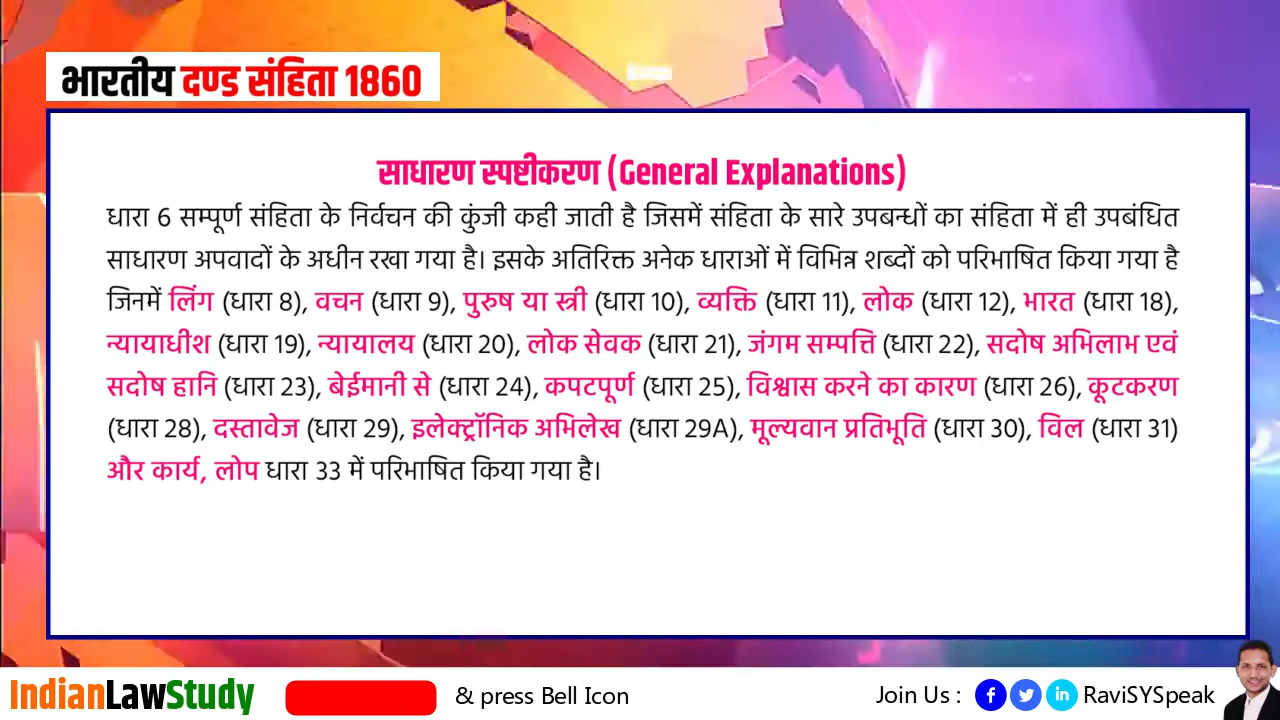 भारतीय दण्ड संहिता 1860
साधारण स्पष्टीकरण (General Explanations)
धारा 6 सम्पूर्ण संहिता के निर्वचन की कुंजी कही जाती है जिसमें संहिता के सारे उपबन्धों का संहिता में ही उपबंधित
साधारण अपवादों के अधीन रखा गया है। इसके अतिरिक्त अनेक धाराओं में विभिन्न शब्दों को परिभाषित किया गया है
जिनमें लिंग (धारा 8), वचन (धारा 9), पुरुष या स्त्री (धारा 10), व्यक्ति (धारा 11), लोक (धारा 12), भारत (धारा 18),
न्यायाधीश (धारा 19), न्यायालय (धारा 20), लोक सेवक (धारा 21), जंगम सम्पत्ति (धारा 22), सदोष अभिलाभ एवं
सदोष हानि (धारा 23), बेईमानी से (धारा 24), कपटपूर्ण (धारा 25), विश्वास करने का कारण (धारा 26), कूटकरण
(धारा 28), दस्तावेज (धारा 29), इलेक्ट्रॉनिक अभिलेख (धारा 29A), मूल्यवान प्रतिभूति (धारा 30), विल (धारा 31)
और कार्य, लोप धारा 33 में परिभाषित किया गया है।
IndianLawStudy & press Bell Icon Join Us : RaviSYSpeak